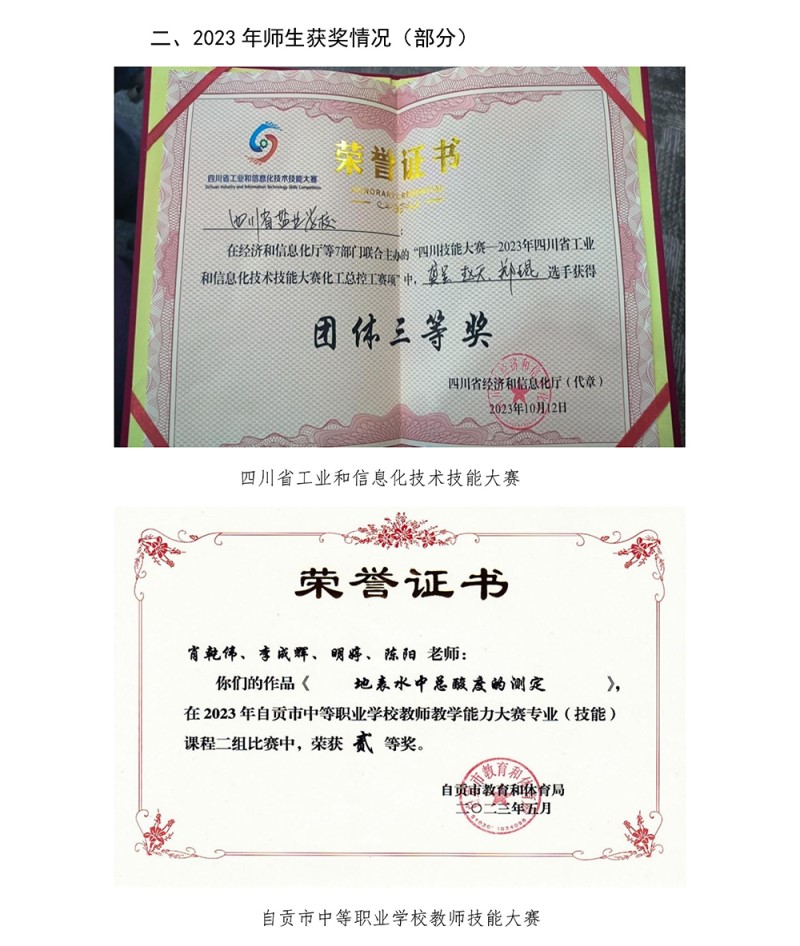 二、2023 年师生获奖情况（部分）
四川省工业和信息化技术技能大赛
Sichuan Industry and Information Technology Skills Competition
荣誉证书
四川省盐业学校：
在经济和信息化厅等7部门联合主办的“四川技能大赛—2023年四川省工业
和信息化技术技能大赛化工总控工赛项”中， 选手获得
团体三等奖
四川省经济和信息化厅（代章）
2023年10月12日
四川省工业和信息化技术技能大赛
荣誉证书
肖乾伟、李成辉、明婷、陈阳 老师：
你们的作品《 地表水中总酸度的测定 》，
在 2023 年自贡市中等职业学校教师教学能力大赛专业（技能）
课程二组比赛中，荣获 贰 等奖。
自贡市教育和体育局
二〇二三年五月
自贡市中等职业学校教师技能大赛